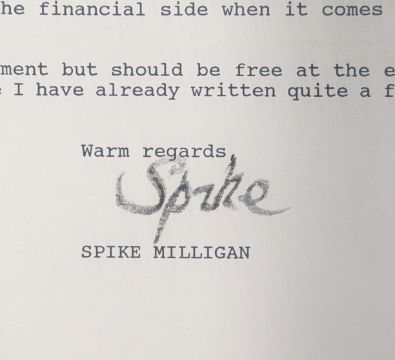 he financial side when it comes
ment but should be free at the e
I have already written quite a f
Warm regards,
Spike
SPIKE MILLIGAN